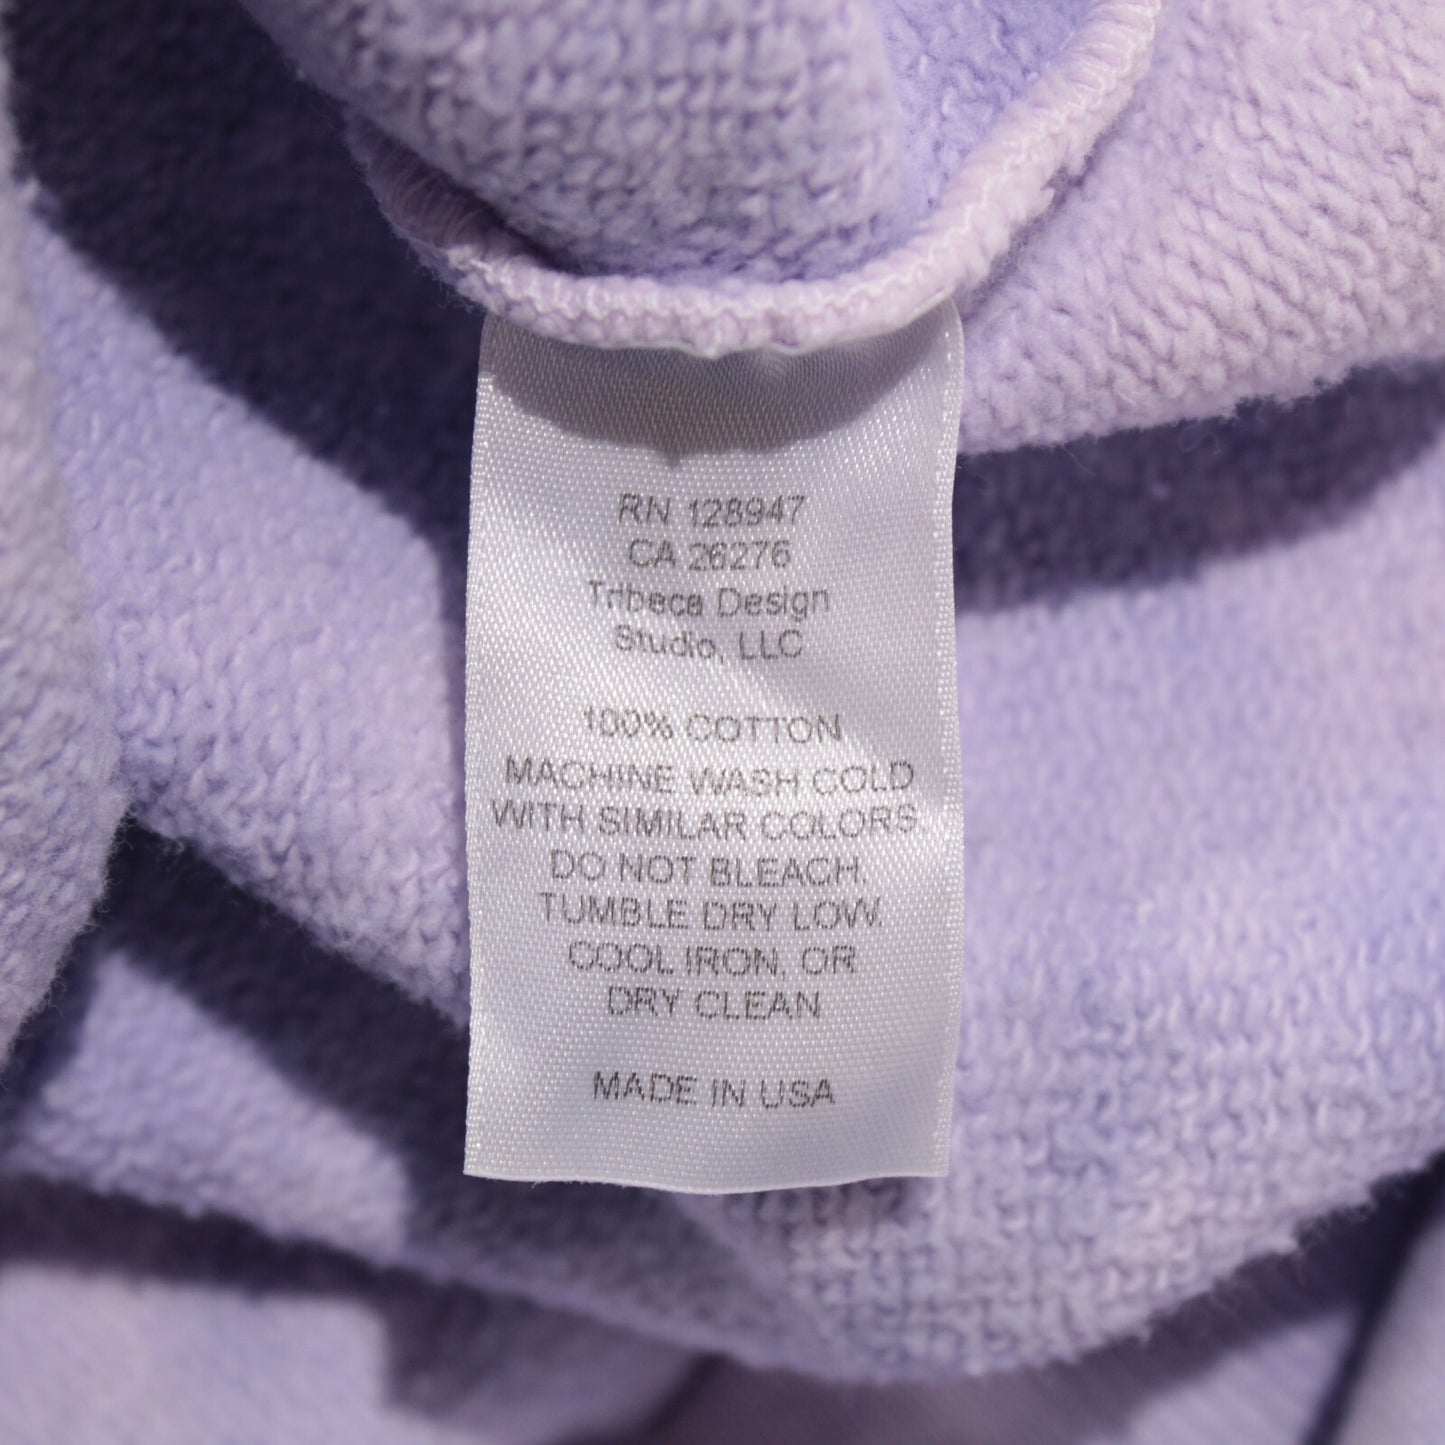 RN 128947
CA 26276
Tribeca Design
Studio, LLC
100% COTTON
MACHINE WASH COLD
WITH SIMILAR COLORS.
DO NOT BLEACH.
TUMBLE DRY LOW.
COOL IRON, OR
DRY CLEAN
MADE IN USA